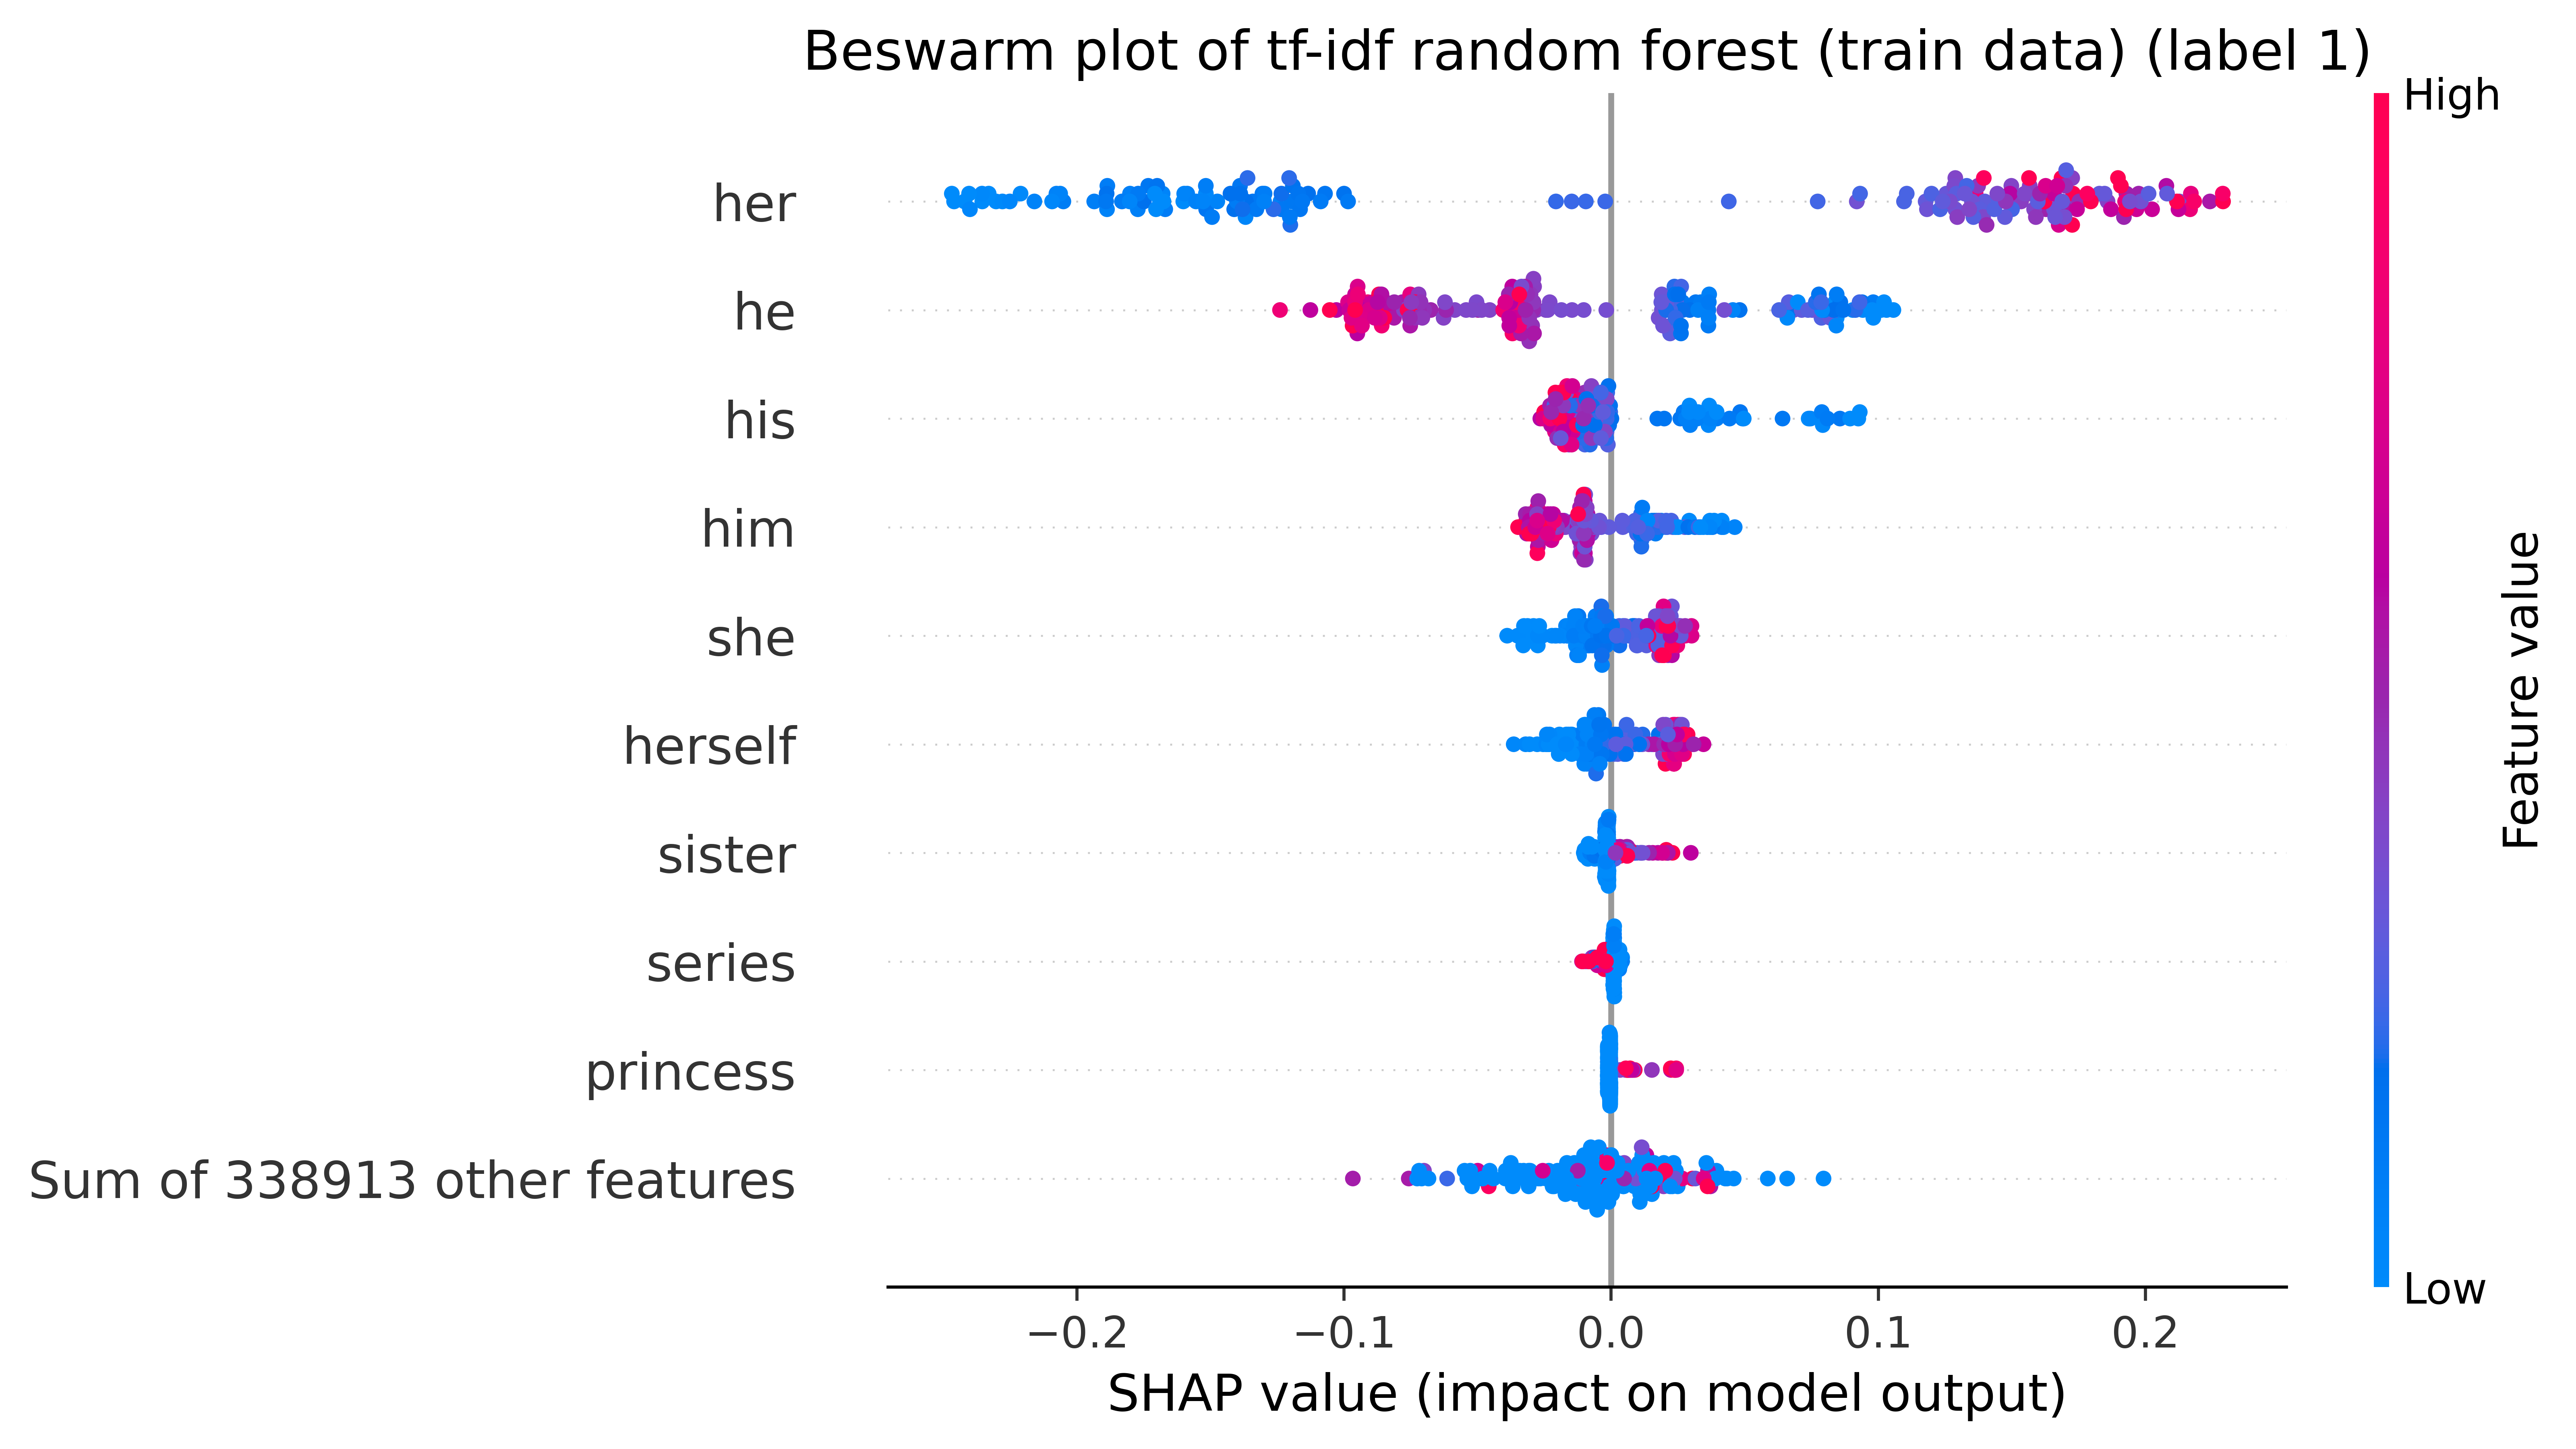 Beswarm plot of tf-idf random forest (train data) (label 1)
High
her
he
his
him
she
herself
sister
series
princess
Sum of 338913 other features
Feature value
Low
−0.2 −0.1 0.0 0.1 0.2
SHAP value (impact on model output)